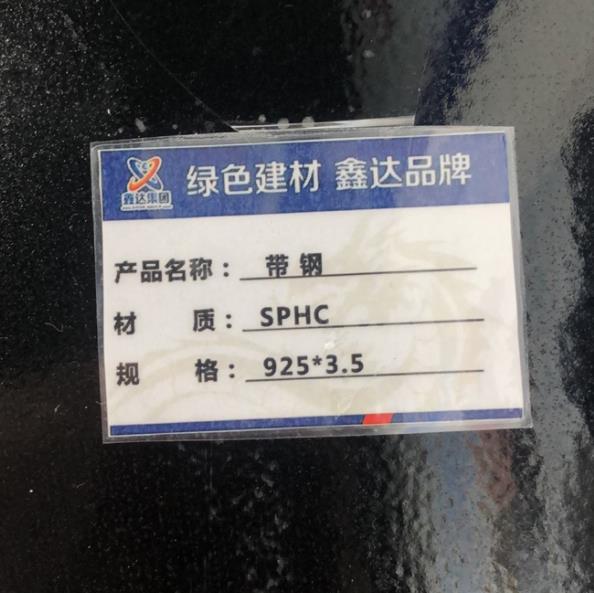 绿色建材 鑫达品牌
鑫达集团
产品名称：带钢
材 质：SPHC
规 格：925*3.5